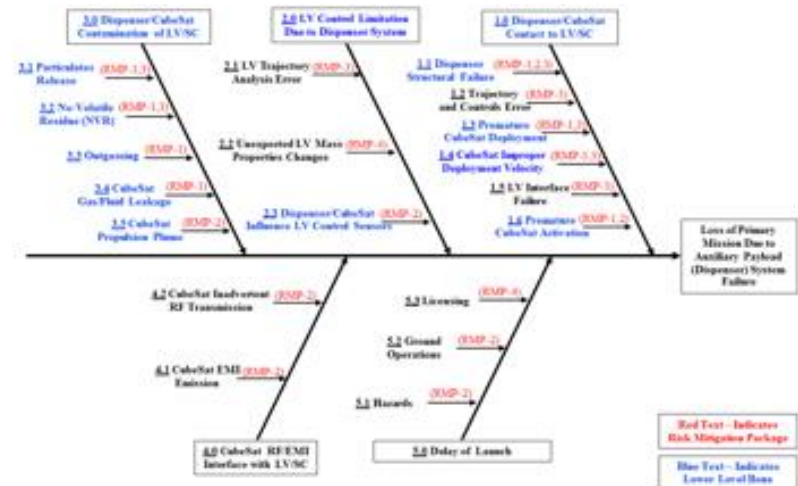 3.0 Dispenser/CubeSat
Contamination of LV/SC
2.0 LV Control Limitation
Due to Dispenser System
1.0 Dispenser/CubeSat
Contact to LV/SC
3.1 Particulates (RMP-1,3)
Release
3.2 No-Volatile (RMP-1,3)
Residue (NVR)
3.3 Outgassing (RMP-1)
3.4 CubeSat (RMP-1)
Gas/Fluid Leakage
3.5 CubeSat (RMP-2)
Propulsion Plume
2.1 LV Trajectory (RMP-3)
Analysis Error
2.2 Unexpected LV Mass (RMP-4)
Properties Changes
2.3 Dispenser/CubeSat (RMP-2)
Influence LV Control Sensors
1.1 Dispenser (RMP-1,2,3)
Structural Failure
1.2 Trajectory (RMP-3)
and Controls Error
1.3 Premature (RMP-1,3)
CubeSat Deployment
1.4 CubeSat Improper (RMP-1,3)
Deployment Velocity
1.5 LV Interface (RMP-3)
Failure
1.6 Premature (RMP-1,2)
CubeSat Activation
Loss of Primary
Mission Due to
Auxiliary Payload
(Dispenser) System
Failure
4.2 CubeSat Inadvertent (RMP-2)
RF Transmission
4.1 CubeSat EMI (RMP-2)
Emission
4.0 CubeSat RF/EMI
Interface with LV/SC
5.3 Licensing (RMP-4)
5.2 Ground (RMP-2)
Operations
5.1 Hazards (RMP-2)
5.0 Delay of Launch
Red Text – Indicates
Risk Mitigation Package
Blue Text – Indicates
Lower Level Bone